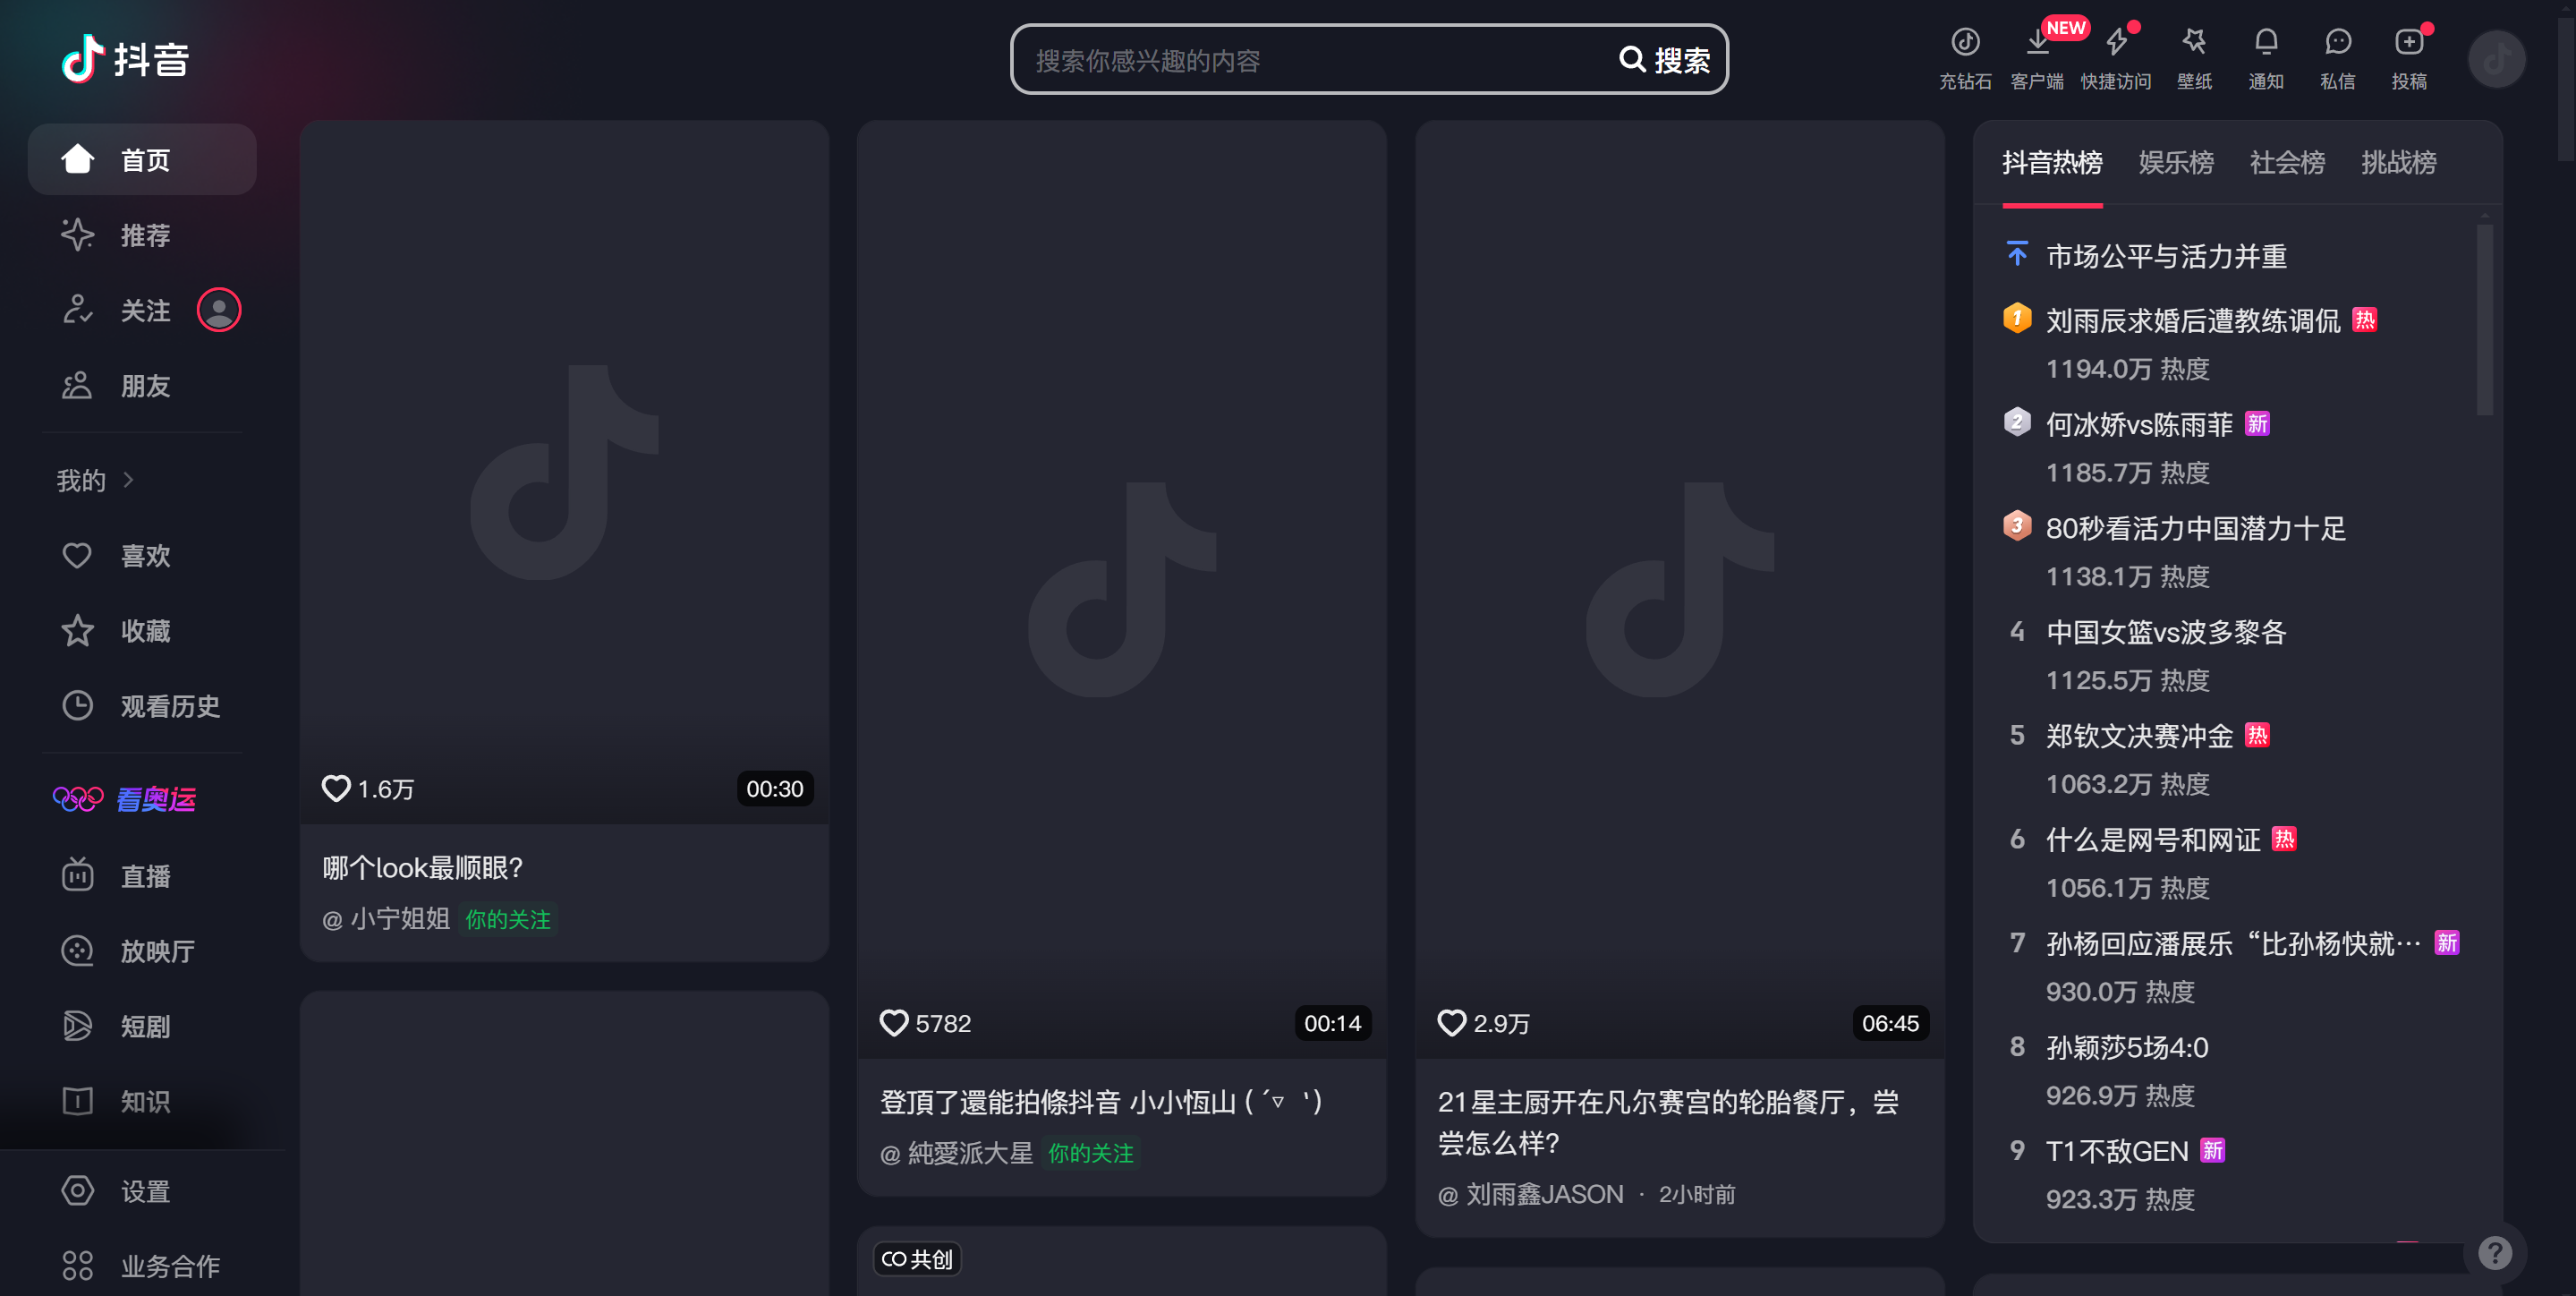 抖音
搜索你感兴趣的内容
搜索
充钻石
NEW
客户端
快捷访问
壁纸
通知
私信
投稿
首页
推荐
关注
朋友
我的
喜欢
收藏
观看历史
看奥运
直播
放映厅
短剧
知识
设置
业务合作
1.6万
00:30
哪个look最顺眼?
@ 小宁姐姐 你的关注
5782
00:14
登頂了還能拍條抖音 小小恆山 ( ´▿ ‵)
@ 純愛派大星 你的关注
共创
2.9万
06:45
21星主厨开在凡尔赛宫的轮胎餐厅，尝
尝怎么样?
@ 刘雨鑫JASON · 2小时前
抖音热榜 娱乐榜 社会榜 挑战榜
市场公平与活力并重
1 刘雨辰求婚后遭教练调侃 热
1194.0万 热度
2 何冰娇vs陈雨菲 新
1185.7万 热度
3 80秒看活力中国潜力十足
1138.1万 热度
4 中国女篮vs波多黎各
1125.5万 热度
5 郑钦文决赛冲金 热
1063.2万 热度
6 什么是网号和网证 热
1056.1万 热度
7 孙杨回应潘展乐“比孙杨快就… 新
930.0万 热度
8 孙颖莎5场4:0
926.9万 热度
9 T1不敌GEN 新
923.3万 热度
?